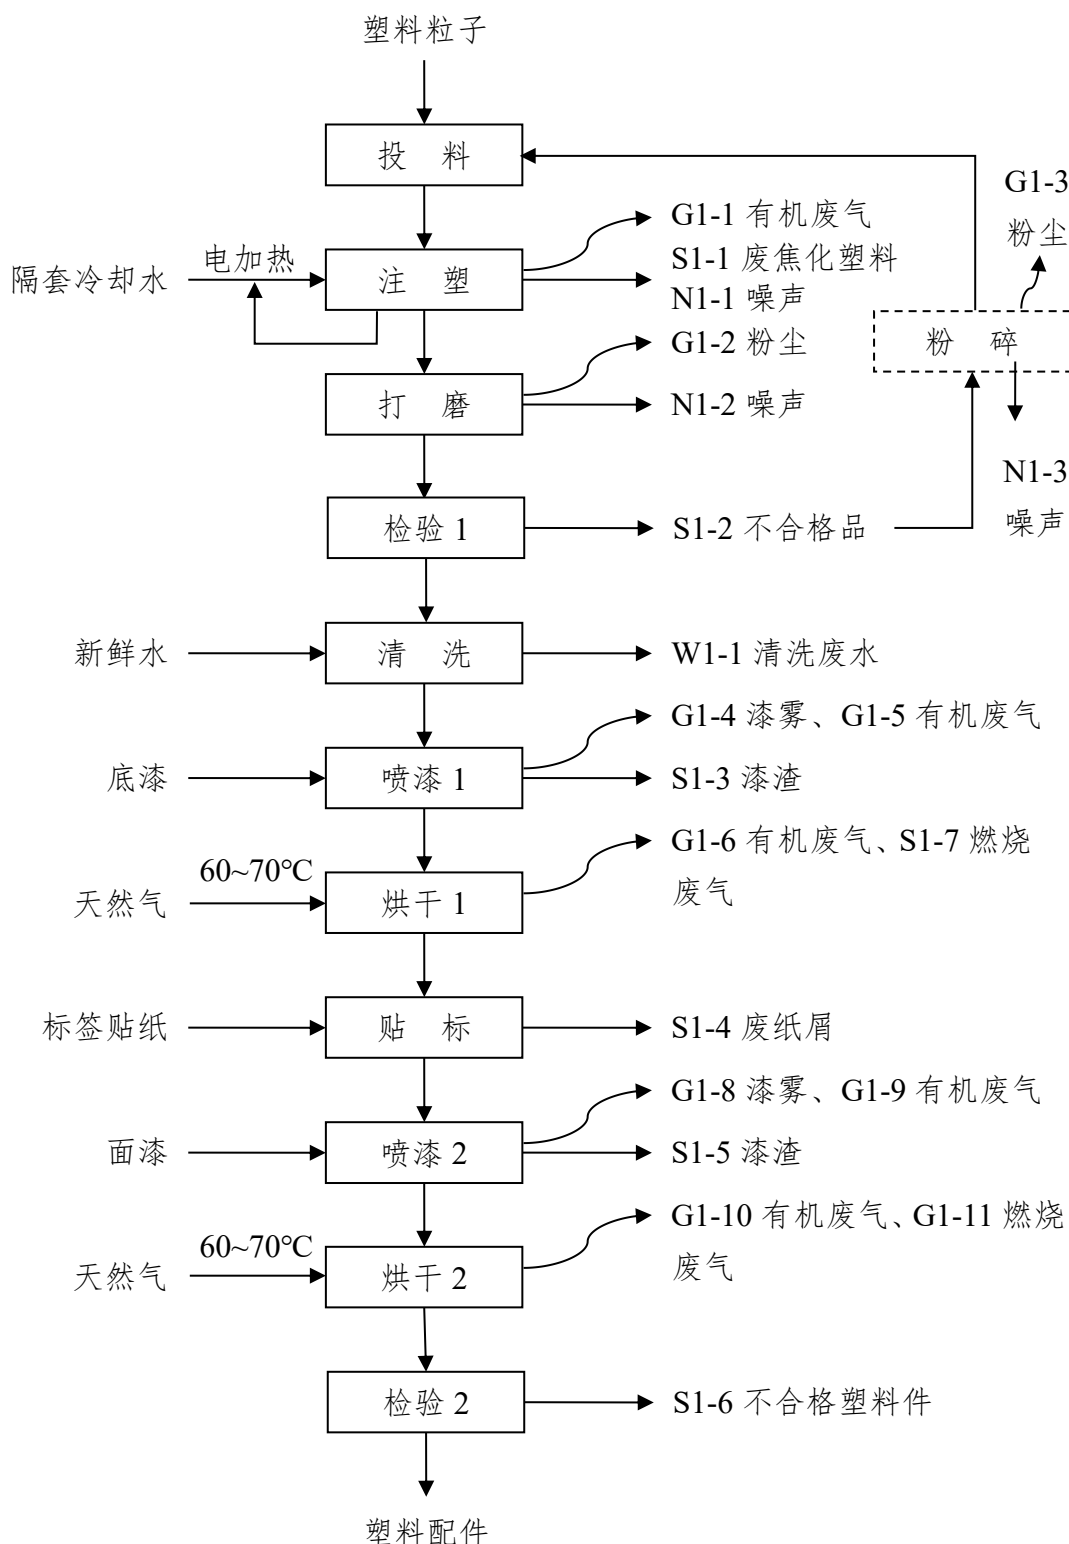 塑料粒子
投 料
G1-3
粉尘
G1-1 有机废气
电加热
S1-1 废焦化塑料
隔套冷却水
注 塑
N1-1 噪声
G1-2 粉尘
粉 碎
打 磨
N1-2 噪声
N1-3
噪声
检验 1
S1-2 不合格品
新鲜水
清 洗
W1-1 清洗废水
G1-4 漆雾、G1-5 有机废气
底漆
喷漆 1
S1-3 漆渣
G1-6 有机废气、S1-7 燃烧
废气
60~70℃
天然气
烘干 1
标签贴纸
贴 标
S1-4 废纸屑
G1-8 漆雾、G1-9 有机废气
面漆
喷漆 2
S1-5 漆渣
G1-10 有机废气、G1-11 燃烧
废气
60~70℃
天然气
烘干 2
检验 2
S1-6 不合格塑料件
塑料配件